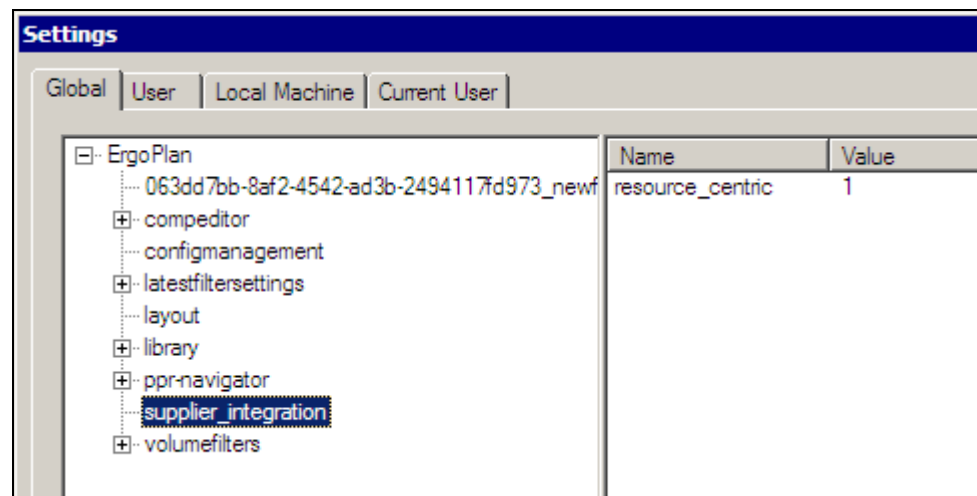 Settings
Global User Local Machine Current User
ErgoPlan
063dd7bb-8af2-4542-ad3b-2494117fd973_newf
compeditor
configmanagement
latestfiltersettings
layout
library
ppr-navigator
supplier_integration
volumefilters
Name Value
resource_centric 1